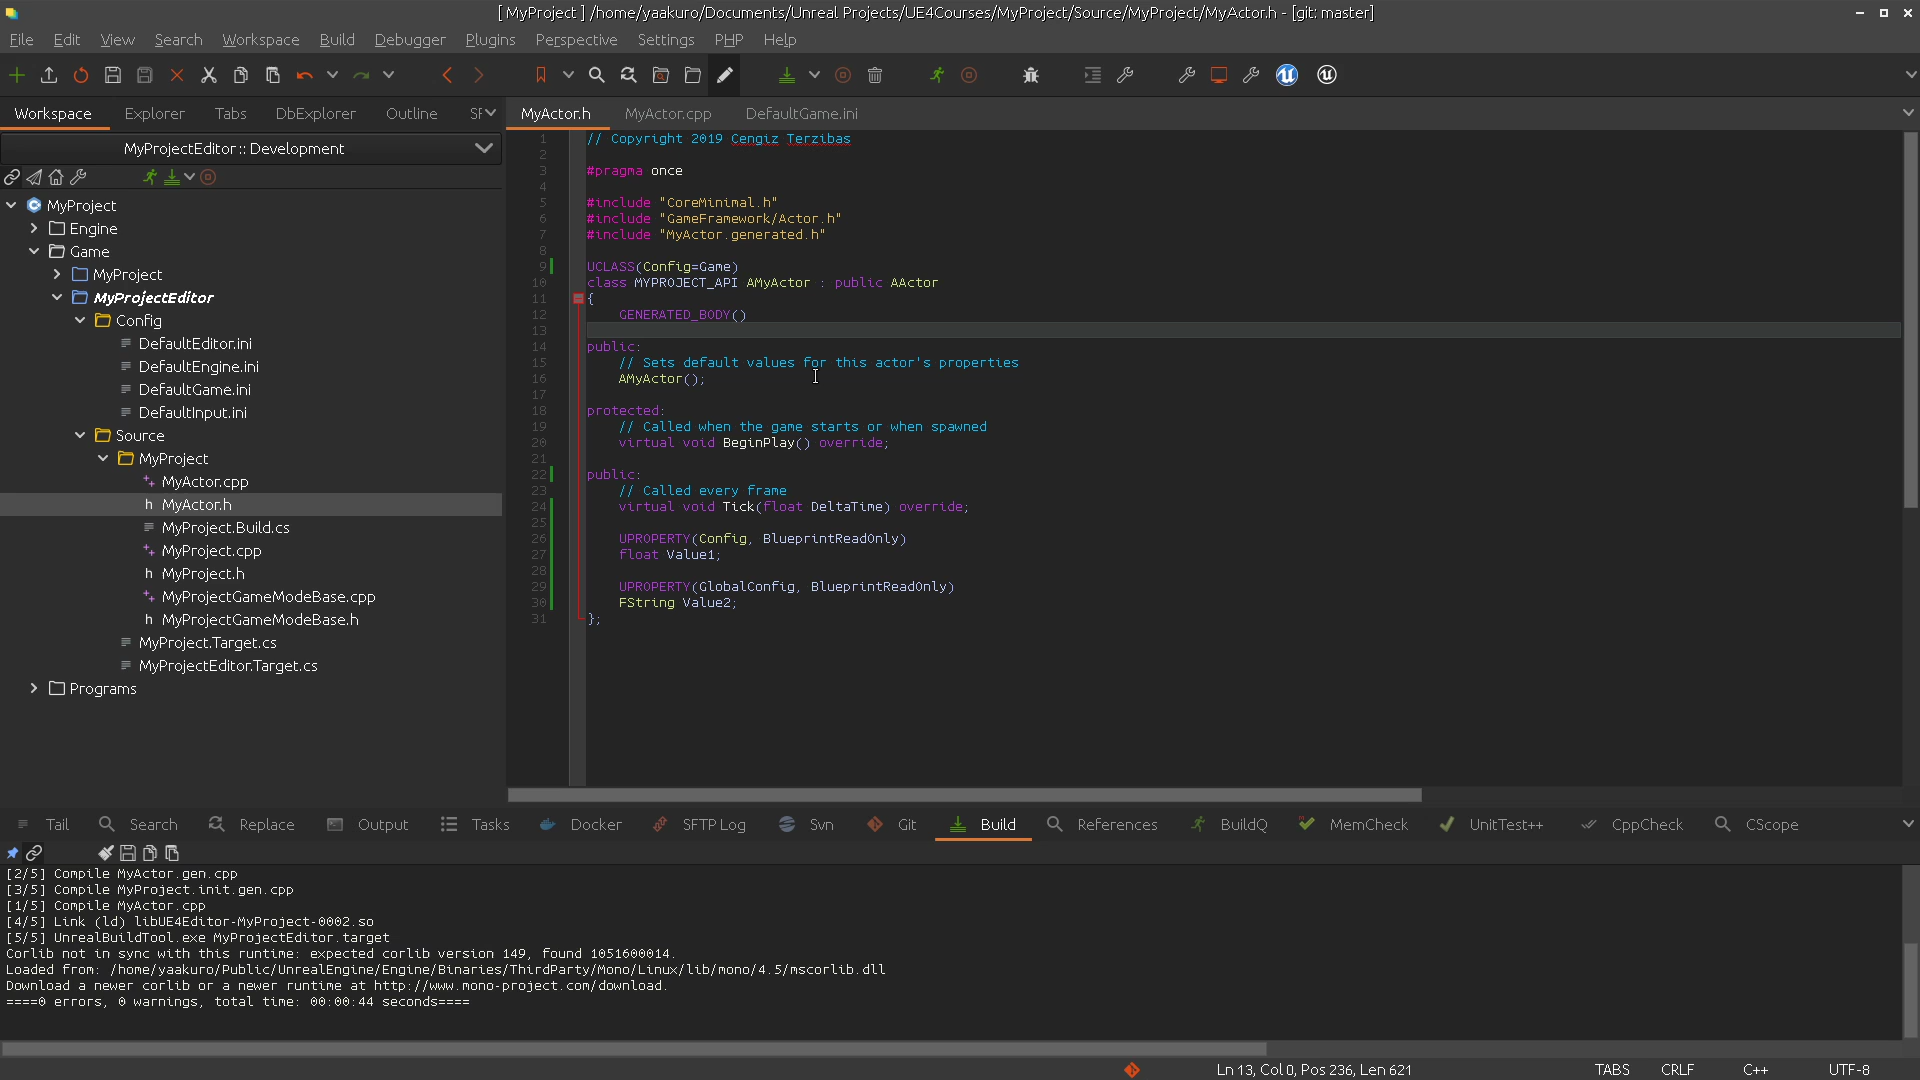 [ MyProject ] /home/yaakuro/Documents/Unreal Projects/UE4Courses/MyProject/Source/MyProject/MyActor.h - [git: master]
File Edit View Search Workspace Build Debugger Plugins Perspective Settings PHP Help
Workspace Explorer Tabs DbExplorer Outline
MyActor.h MyActor.cpp DefaultGame.ini
MyProjectEditor :: Development
MyProject
Engine
Game
MyProject
MyProjectEditor
Config
DefaultEditor.ini
DefaultEngine.ini
DefaultGame.ini
DefaultInput.ini
Source
MyProject
MyActor.cpp
h MyActor.h
MyProject.Build.cs
MyProject.cpp
h MyProject.h
MyProjectGameModeBase.cpp
h MyProjectGameModeBase.h
MyProject.Target.cs
MyProjectEditor.Target.cs
Programs
1 // Copyright 2019 Cengiz Terzibas
2
3 #pragma once
4
5 #include "CoreMinimal.h"
6 #include "GameFramework/Actor.h"
7 #include "MyActor.generated.h"
8
9 UCLASS(Config=Game)
10 class MYPROJECT_API AMyActor : public AActor
11 {
12 GENERATED_BODY()
13
14 public:
15 // Sets default values for this actor's properties
16 AMyActor();
17
18 protected:
19 // Called when the game starts or when spawned
20 virtual void BeginPlay() override;
21
22 public:
23 // Called every frame
24 virtual void Tick(float DeltaTime) override;
25
26 UPROPERTY(Config, BlueprintReadOnly)
27 float Value1;
28
29 UPROPERTY(GlobalConfig, BlueprintReadOnly)
30 FString Value2;
31 };
Tail Search Replace Output Tasks Docker SFTP Log Svn Git Build References BuildQ MemCheck UnitTest++ CppCheck CScope
[2/5] Compile MyActor.gen.cpp
[3/5] Compile MyProject.init.gen.cpp
[1/5] Compile MyActor.cpp
[4/5] Link (ld) libUE4Editor-MyProject-0002.so
[5/5] UnrealBuildTool.exe MyProjectEditor.target
Corlib not in sync with this runtime: expected corlib version 149, found 1051600014.
Loaded from: /home/yaakuro/Public/UnrealEngine/Engine/Binaries/ThirdParty/Mono/Linux/lib/mono/4.5/mscorlib.dll
Download a newer corlib or a newer runtime at http://www.mono-project.com/download.
====0 errors, 0 warnings, total time: 00:00:44 seconds====
Ln 13, Col 0, Pos 236, Len 621 TABS CRLF C++ UTF-8